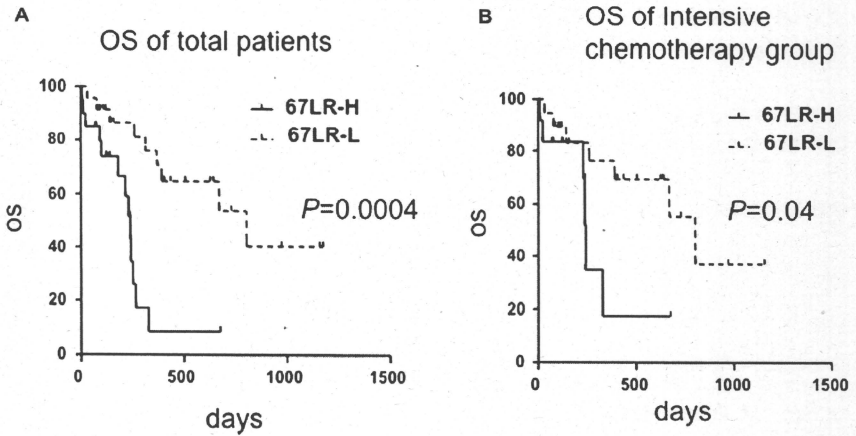 A
OS of total patients
100
80
60
40
20
0
OS
67LR-H
67LR-L
P=0.0004
0
500
1000
1500
days
B
OS of Intensive
chemotherapy group
100
80
60
40
20
0
OS
67LR-H
67LR-L
P=0.04
0
500
1000
1500
days